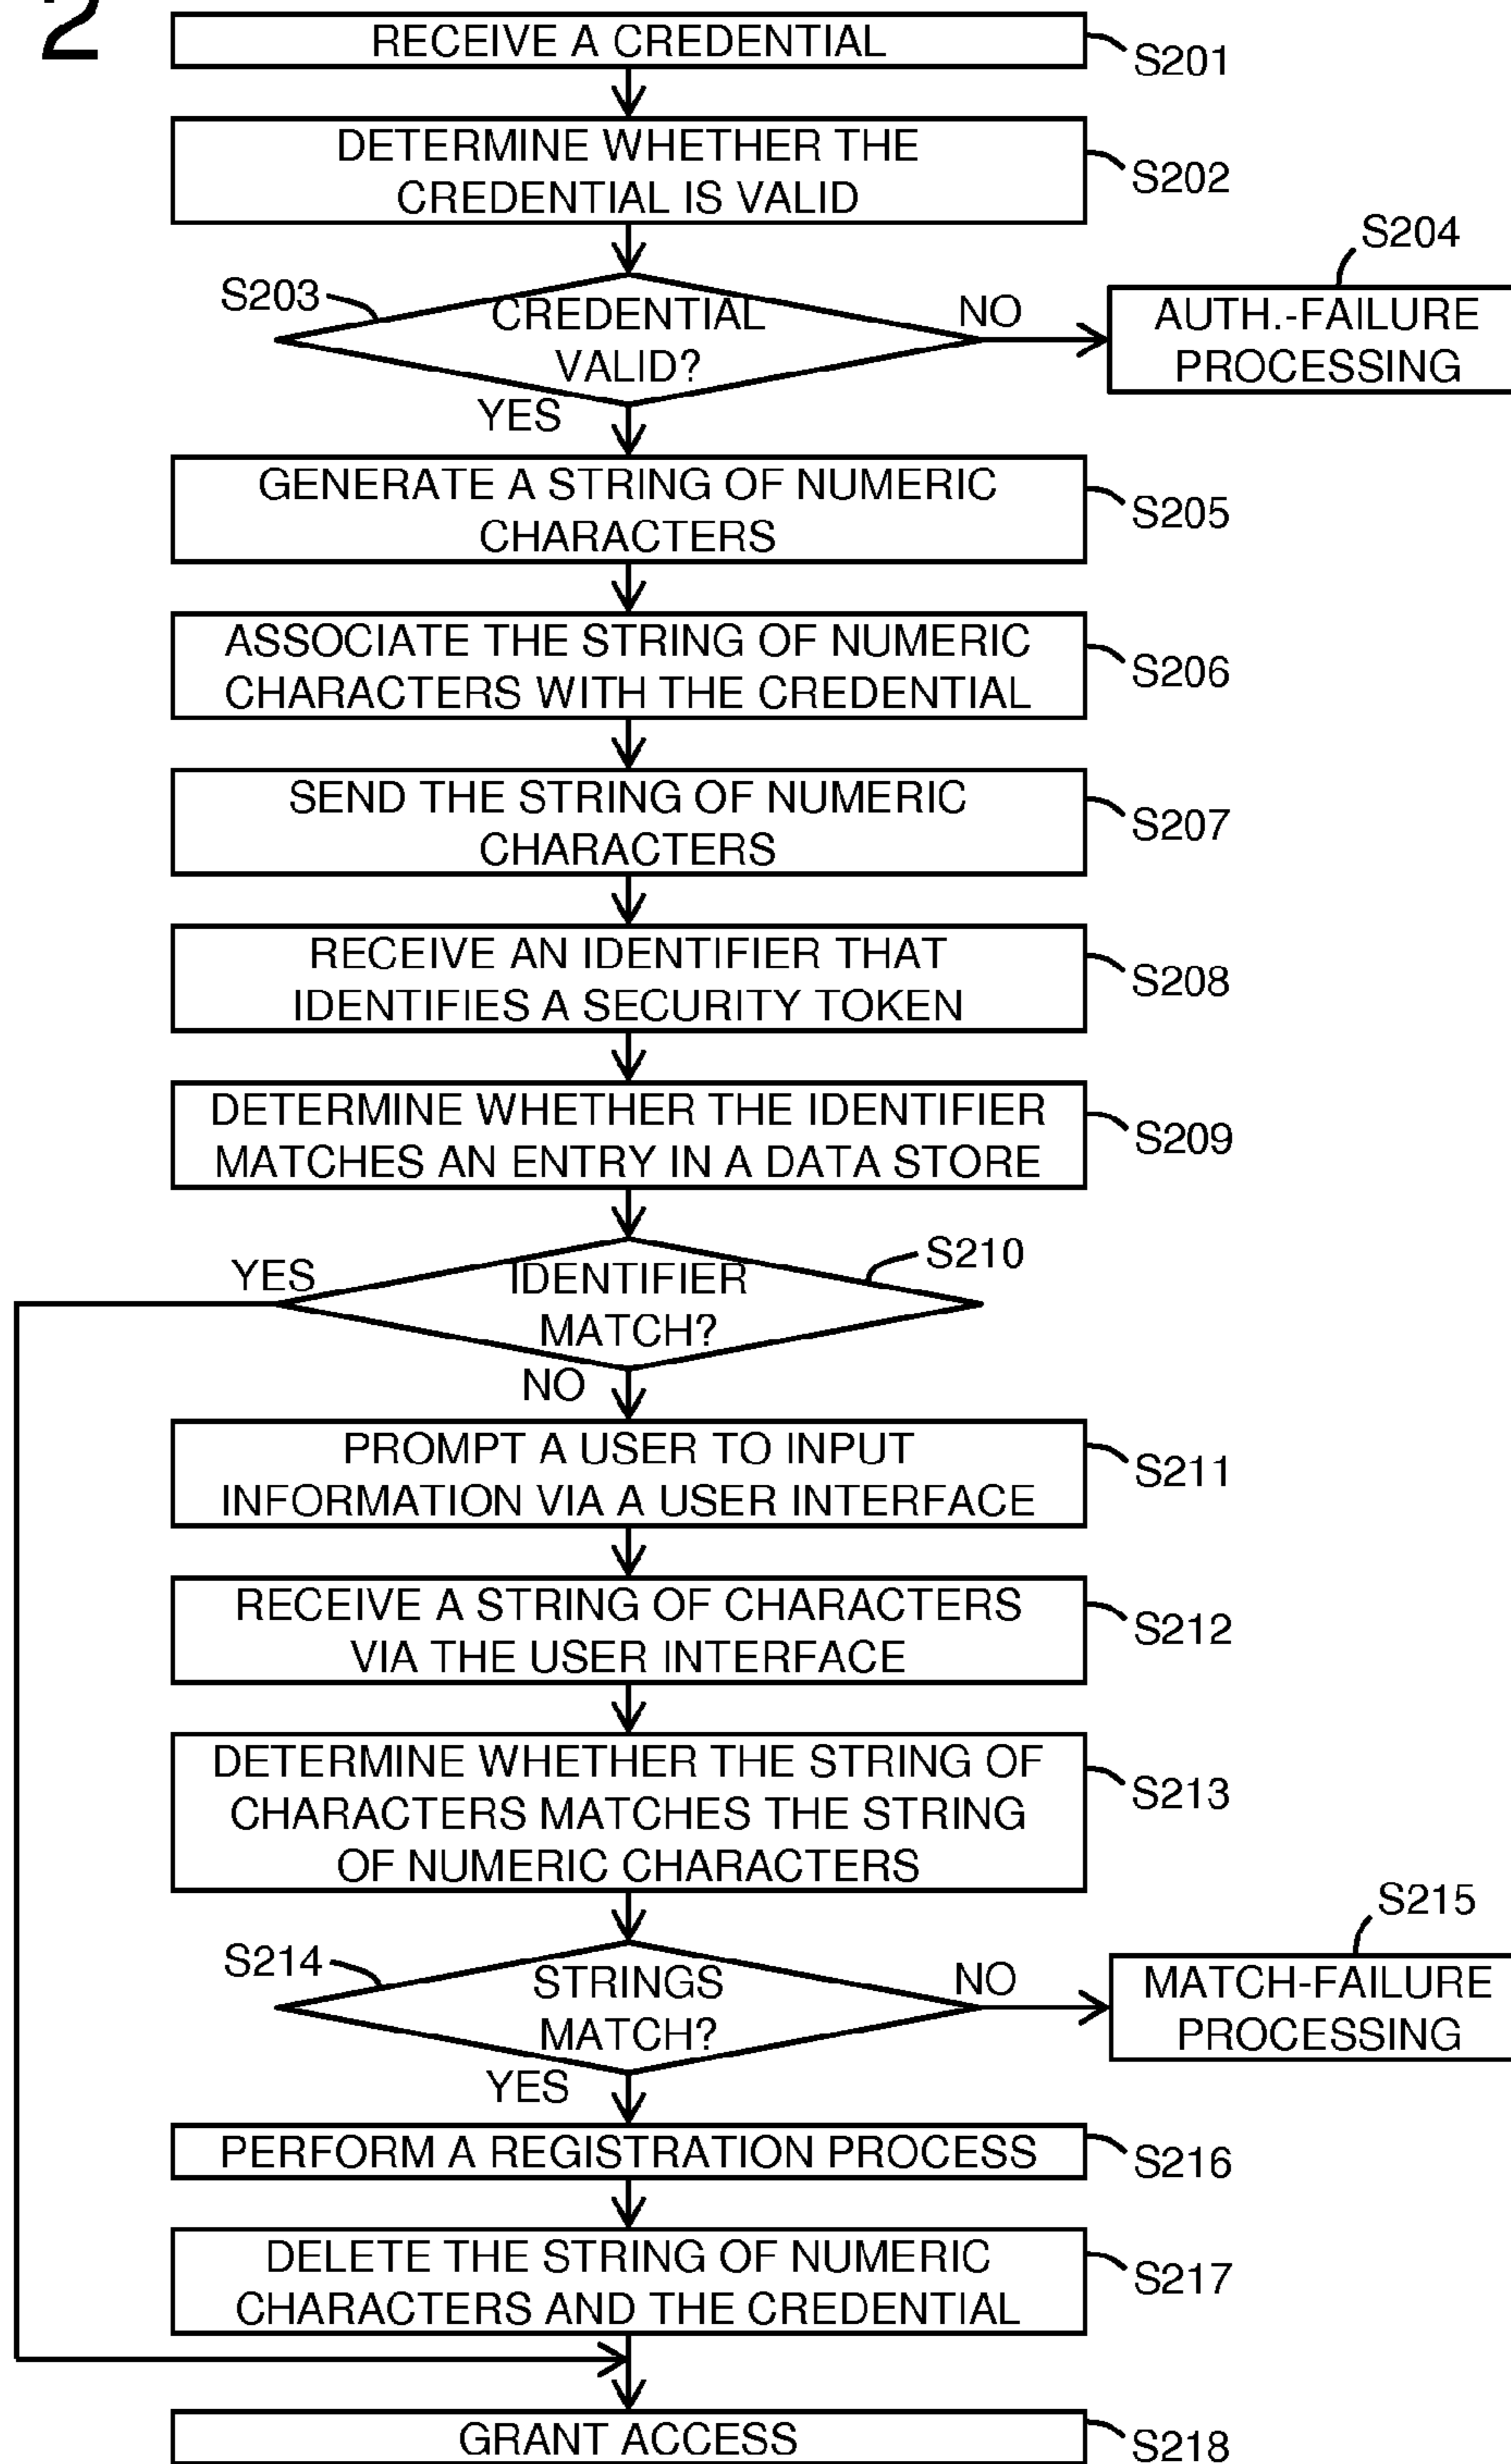 2
RECEIVE A CREDENTIAL
S201
DETERMINE WHETHER THE
CREDENTIAL IS VALID
S202
S203
CREDENTIAL
VALID?
NO
YES
S204
AUTH.-FAILURE
PROCESSING
GENERATE A STRING OF NUMERIC
CHARACTERS
S205
ASSOCIATE THE STRING OF NUMERIC
CHARACTERS WITH THE CREDENTIAL
S206
SEND THE STRING OF NUMERIC
CHARACTERS
S207
RECEIVE AN IDENTIFIER THAT
IDENTIFIES A SECURITY TOKEN
S208
DETERMINE WHETHER THE IDENTIFIER
MATCHES AN ENTRY IN A DATA STORE
S209
YES
IDENTIFIER
MATCH?
S210
NO
PROMPT A USER TO INPUT
INFORMATION VIA A USER INTERFACE
S211
RECEIVE A STRING OF CHARACTERS
VIA THE USER INTERFACE
S212
DETERMINE WHETHER THE STRING OF
CHARACTERS MATCHES THE STRING
OF NUMERIC CHARACTERS
S213
S214
STRINGS
MATCH?
NO
YES
S215
MATCH-FAILURE
PROCESSING
PERFORM A REGISTRATION PROCESS
S216
DELETE THE STRING OF NUMERIC
CHARACTERS AND THE CREDENTIAL
S217
GRANT ACCESS
S218